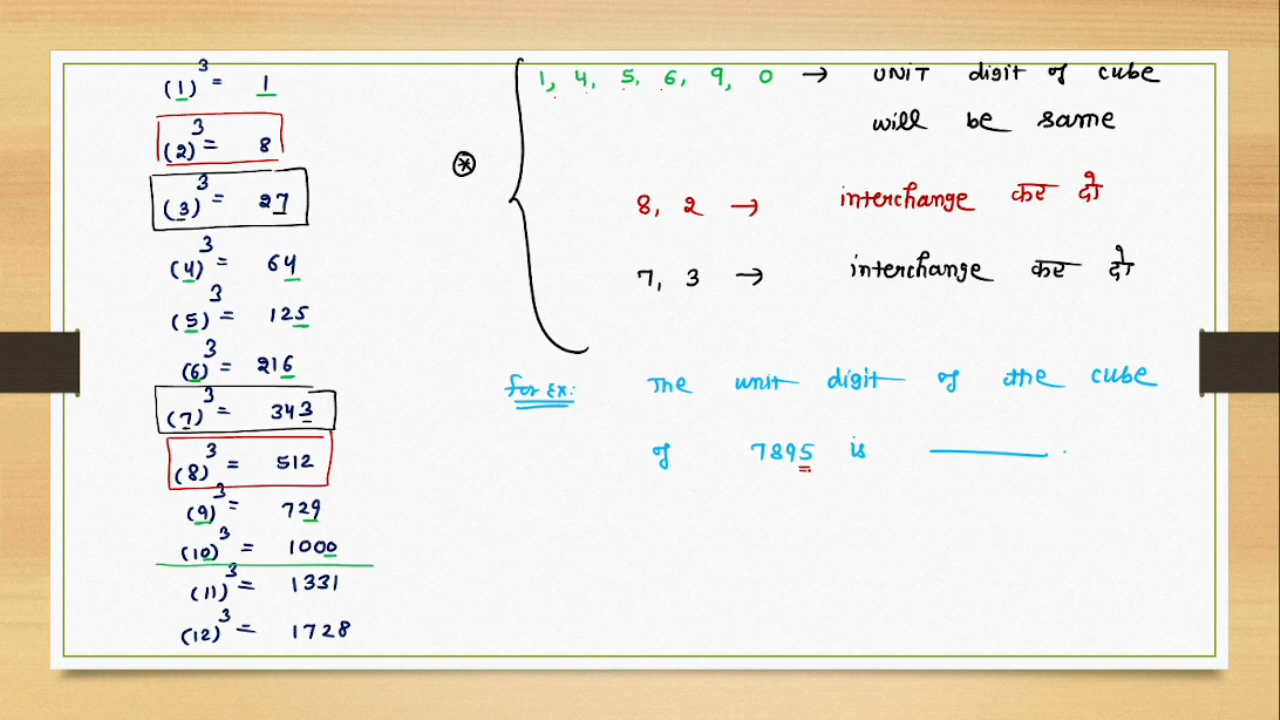 (1)³ = 1
(2)³ = 8
(3)³ = 27
(4)³ = 64
(5)³ = 125
(6)³ = 216
(7)³ = 343
(8)³ = 512
(9)³ = 729
(10)³ = 1000
(11)³ = 1331
(12)³ = 1728
* 1, 4, 5, 6, 9, 0 → UNIT digit of cube
will be same
8, 2 → interchange कर दो
7, 3 → interchange कर दो
for Ex: The unit digit of the cube
of 7895 is ______.